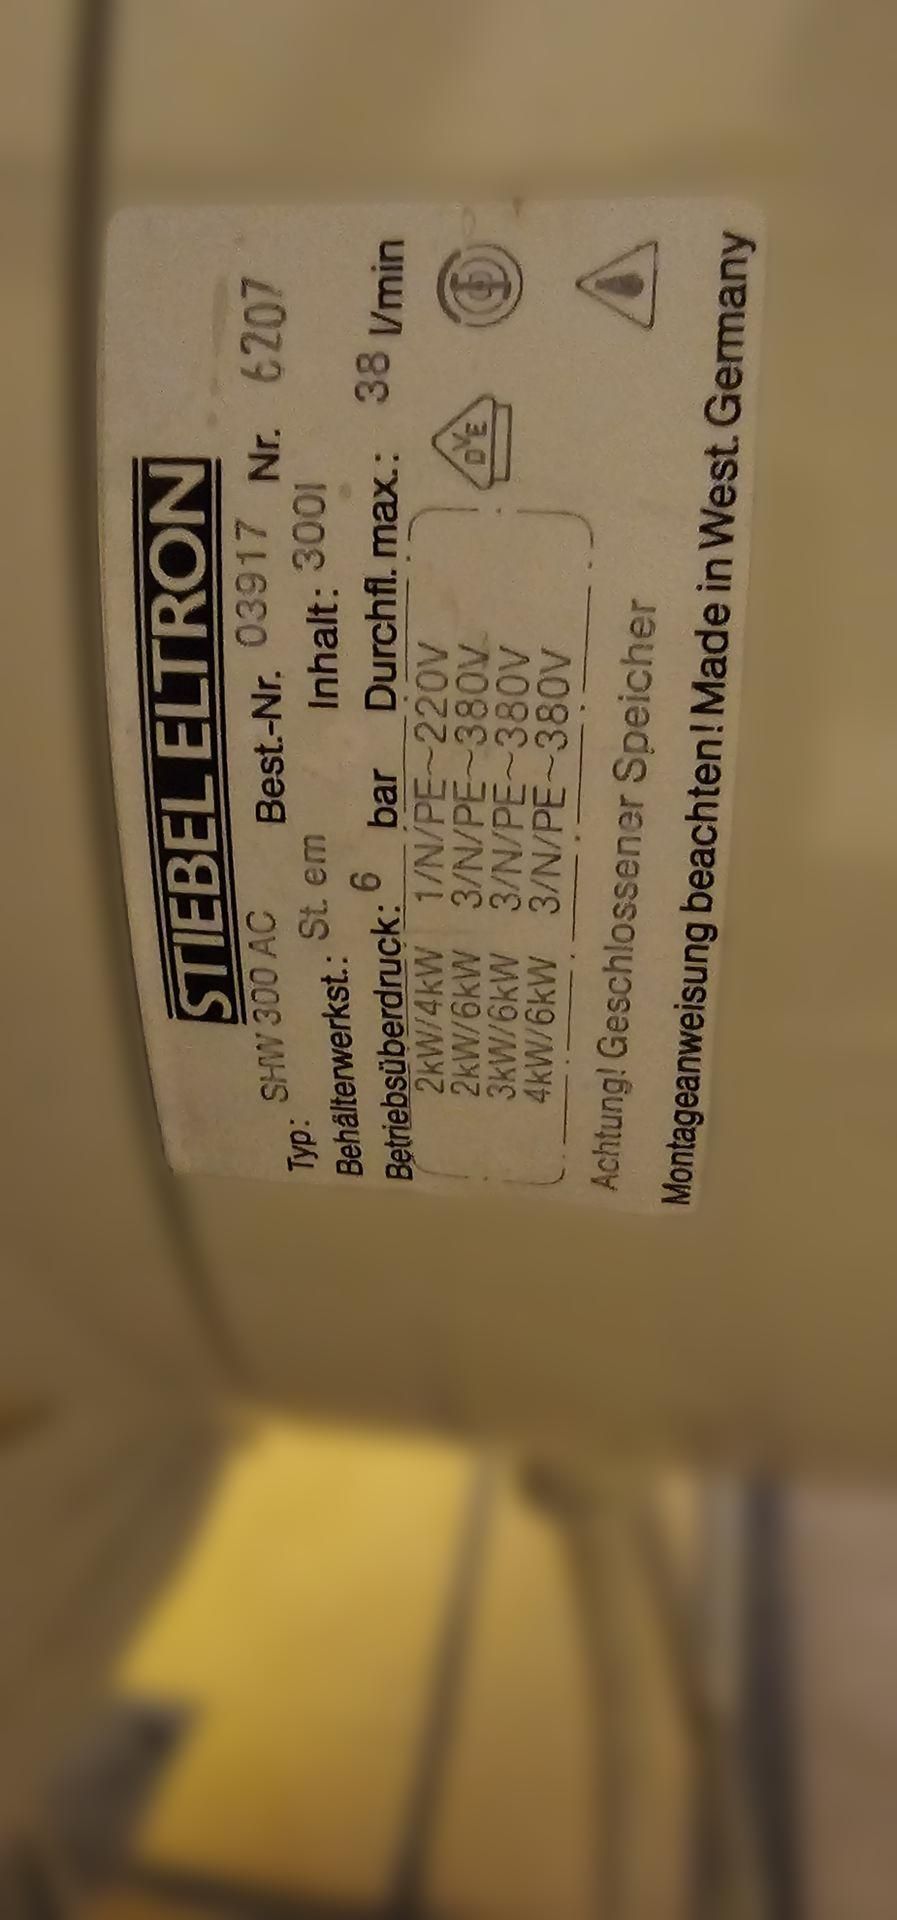 STIEBEL ELTRON
Typ: SHW 300 AC Best.-Nr. 03917 Nr. 6207
Behälterwerkst.: St. em Inhalt: 300l
Betriebsüberdruck: 6 bar Durchfl. max.: 38 l/min
2kW/4kW 1/N/PE~220V
2kW/6kW 3/N/PE~380V
3kW/6kW 3/N/PE~380V
4kW/6kW 3/N/PE~380V
DVE
Achtung! Geschlossener Speicher
Montageanweisung beachten! Made in West. Germany